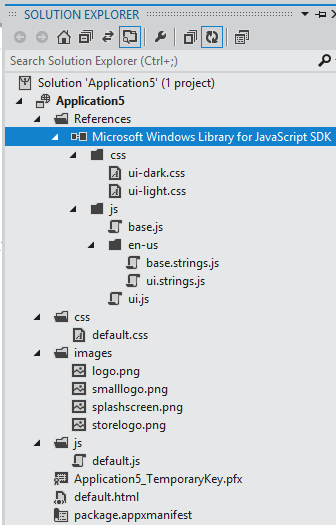 SOLUTION EXPLORER
Search Solution Explorer (Ctrl+;)
Solution 'Application5' (1 project)
Application5
References
Microsoft Windows Library for JavaScript SDK
css
ui-dark.css
ui-light.css
js
base.js
en-us
base.strings.js
ui.strings.js
ui.js
css
default.css
images
logo.png
smalllogo.png
splashscreen.png
storelogo.png
js
default.js
Application5_TemporaryKey.pfx
default.html
package.appxmanifest